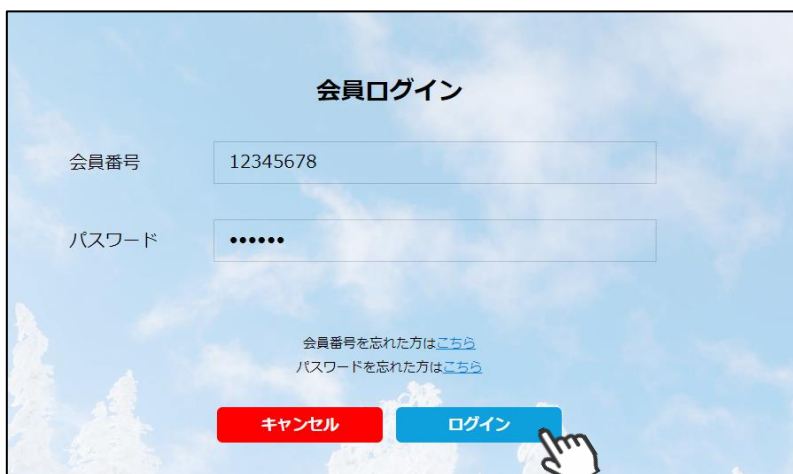 会員ログイン
会員番号 12345678
パスワード ••••••
会員番号を忘れた方はこちら
パスワードを忘れた方はこちら
キャンセル ログイン